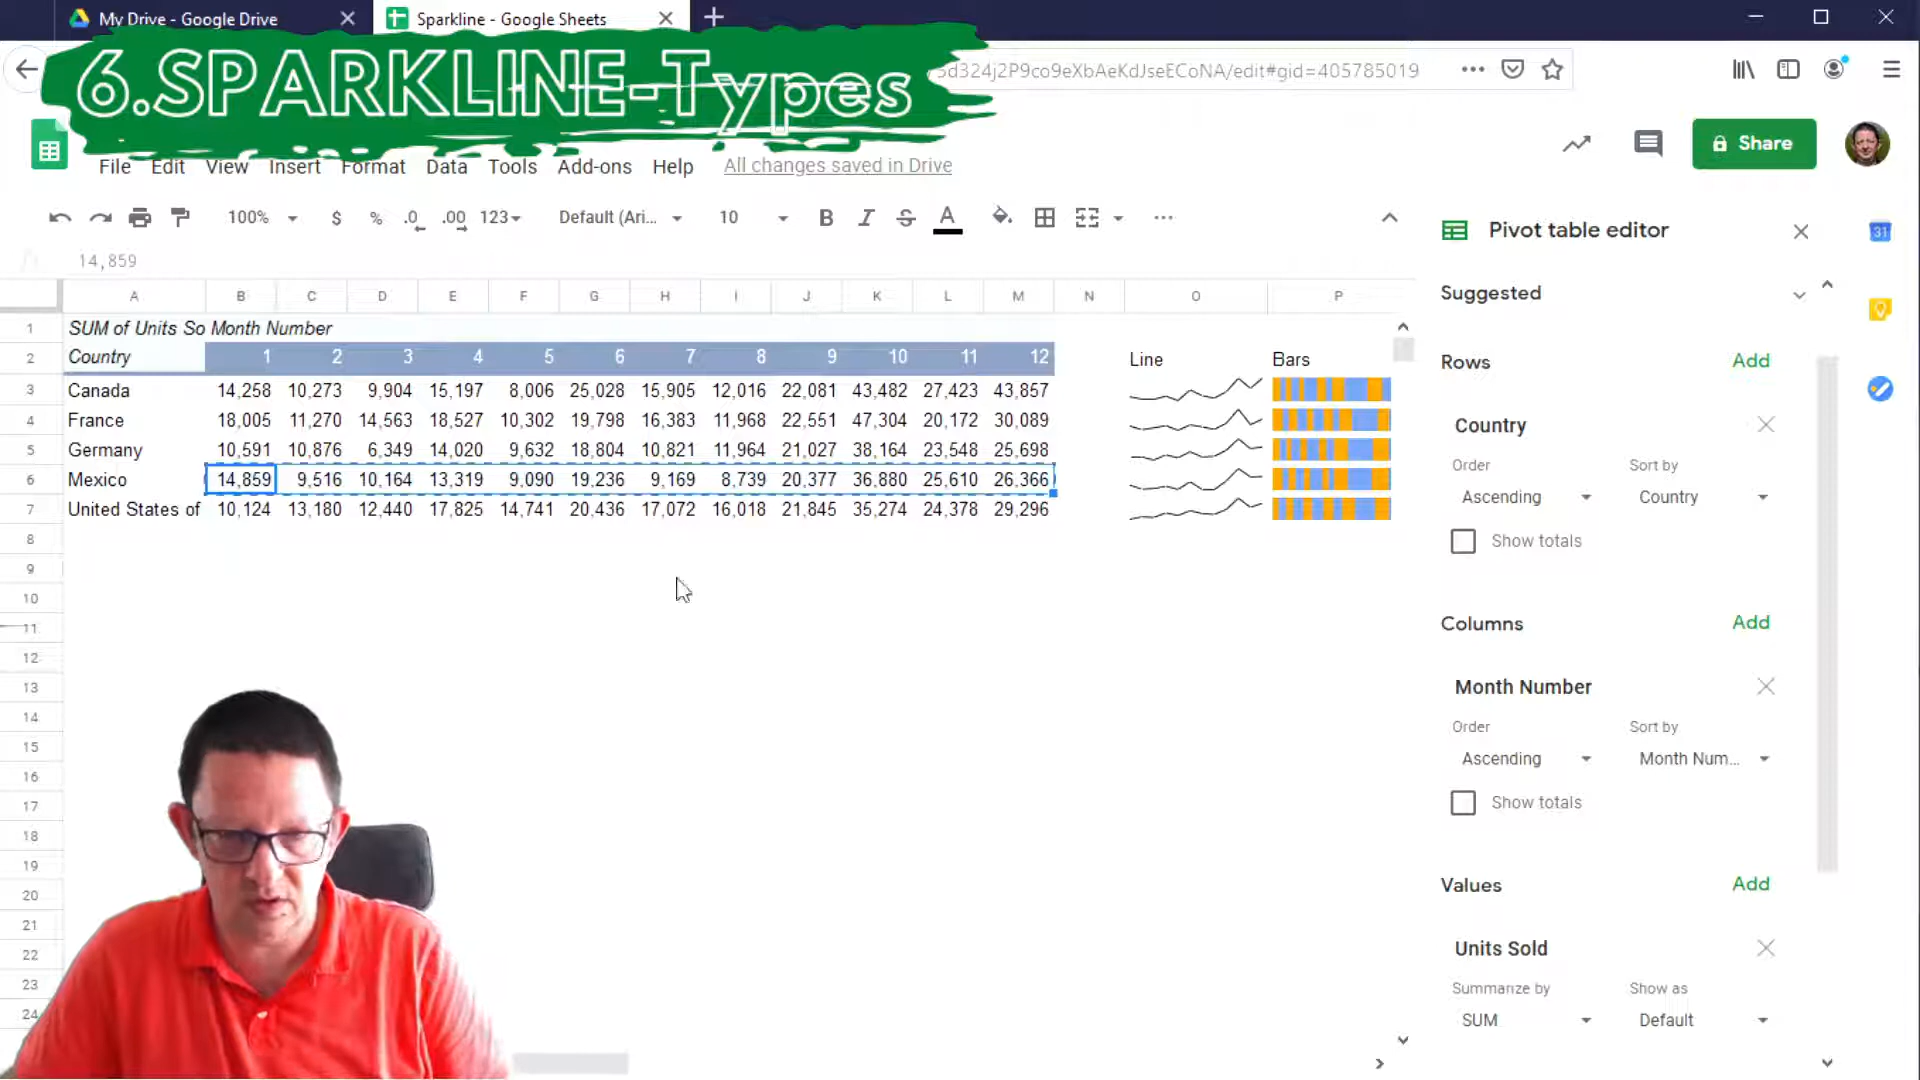 My Drive - Google Drive
Sparkline - Google Sheets
6.SPARKLINE-Types
5d324j2P9co9eXbAeKdJseECoNA/edit#gid=405785019
File Edit View Insert Format Data Tools Add-ons Help All changes saved in Drive
Share
100% $ % .0 .00 123 Default (Ari... 10 B I S A
14,859
A B C D E F G H I J K L M N O P
1 SUM of Units So Month Number
2 Country 1 2 3 4 5 6 7 8 9 10 11 12 Line Bars
3 Canada 14,258 10,273 9,904 15,197 8,006 25,028 15,905 12,016 22,081 43,482 27,423 43,857
4 France 18,005 11,270 14,563 18,527 10,302 19,798 16,383 11,968 22,551 47,304 20,172 30,089
5 Germany 10,591 10,876 6,349 14,020 9,632 18,804 10,821 11,964 21,027 38,164 23,548 25,698
6 Mexico 14,859 9,516 10,164 13,319 9,090 19,236 9,169 8,739 20,377 36,880 25,610 26,366
7 United States of 10,124 13,180 12,440 17,825 14,741 20,436 17,072 16,018 21,845 35,274 24,378 29,296
8
9
10
11
12
13
14
15
16
17
18
19
20
21
22
23
24
Pivot table editor
Suggested
Rows Add
Country
Order Sort by
Ascending Country
Show totals
Columns Add
Month Number
Order Sort by
Ascending Month Num...
Show totals
Values Add
Units Sold
Summarize by Show as
SUM Default
31